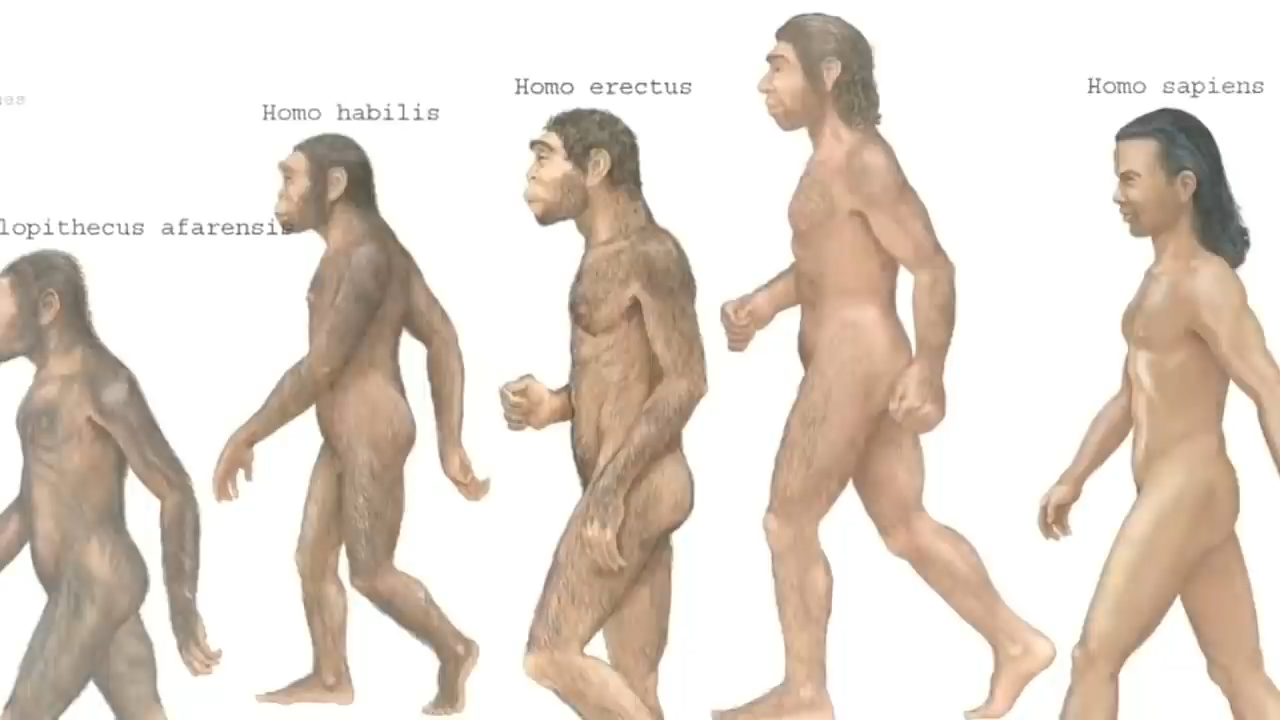 Homo erectus
Homo sapiens
Homo habilis
lopithecus afarensis